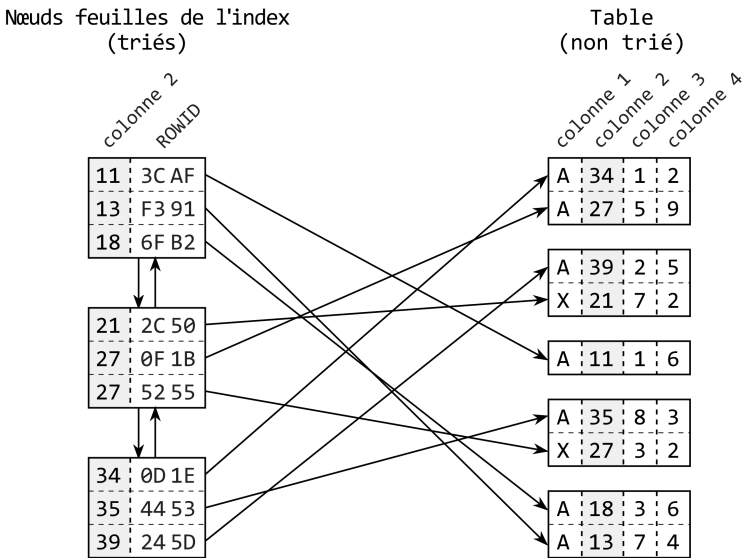 Nœuds feuilles de l'index
(triés)
colonne 2
ROWID
11 3C AF
13 F3 91
18 6F B2
21 2C 50
27 0F 1B
27 52 55
34 0D 1E
35 44 53
39 24 5D
Table
(non trié)
colonne 1
colonne 2
colonne 3
colonne 4
A 34 1 2
A 27 5 9
A 39 2 5
X 21 7 2
A 11 1 6
A 35 8 3
X 27 3 2
A 18 3 6
A 13 7 4